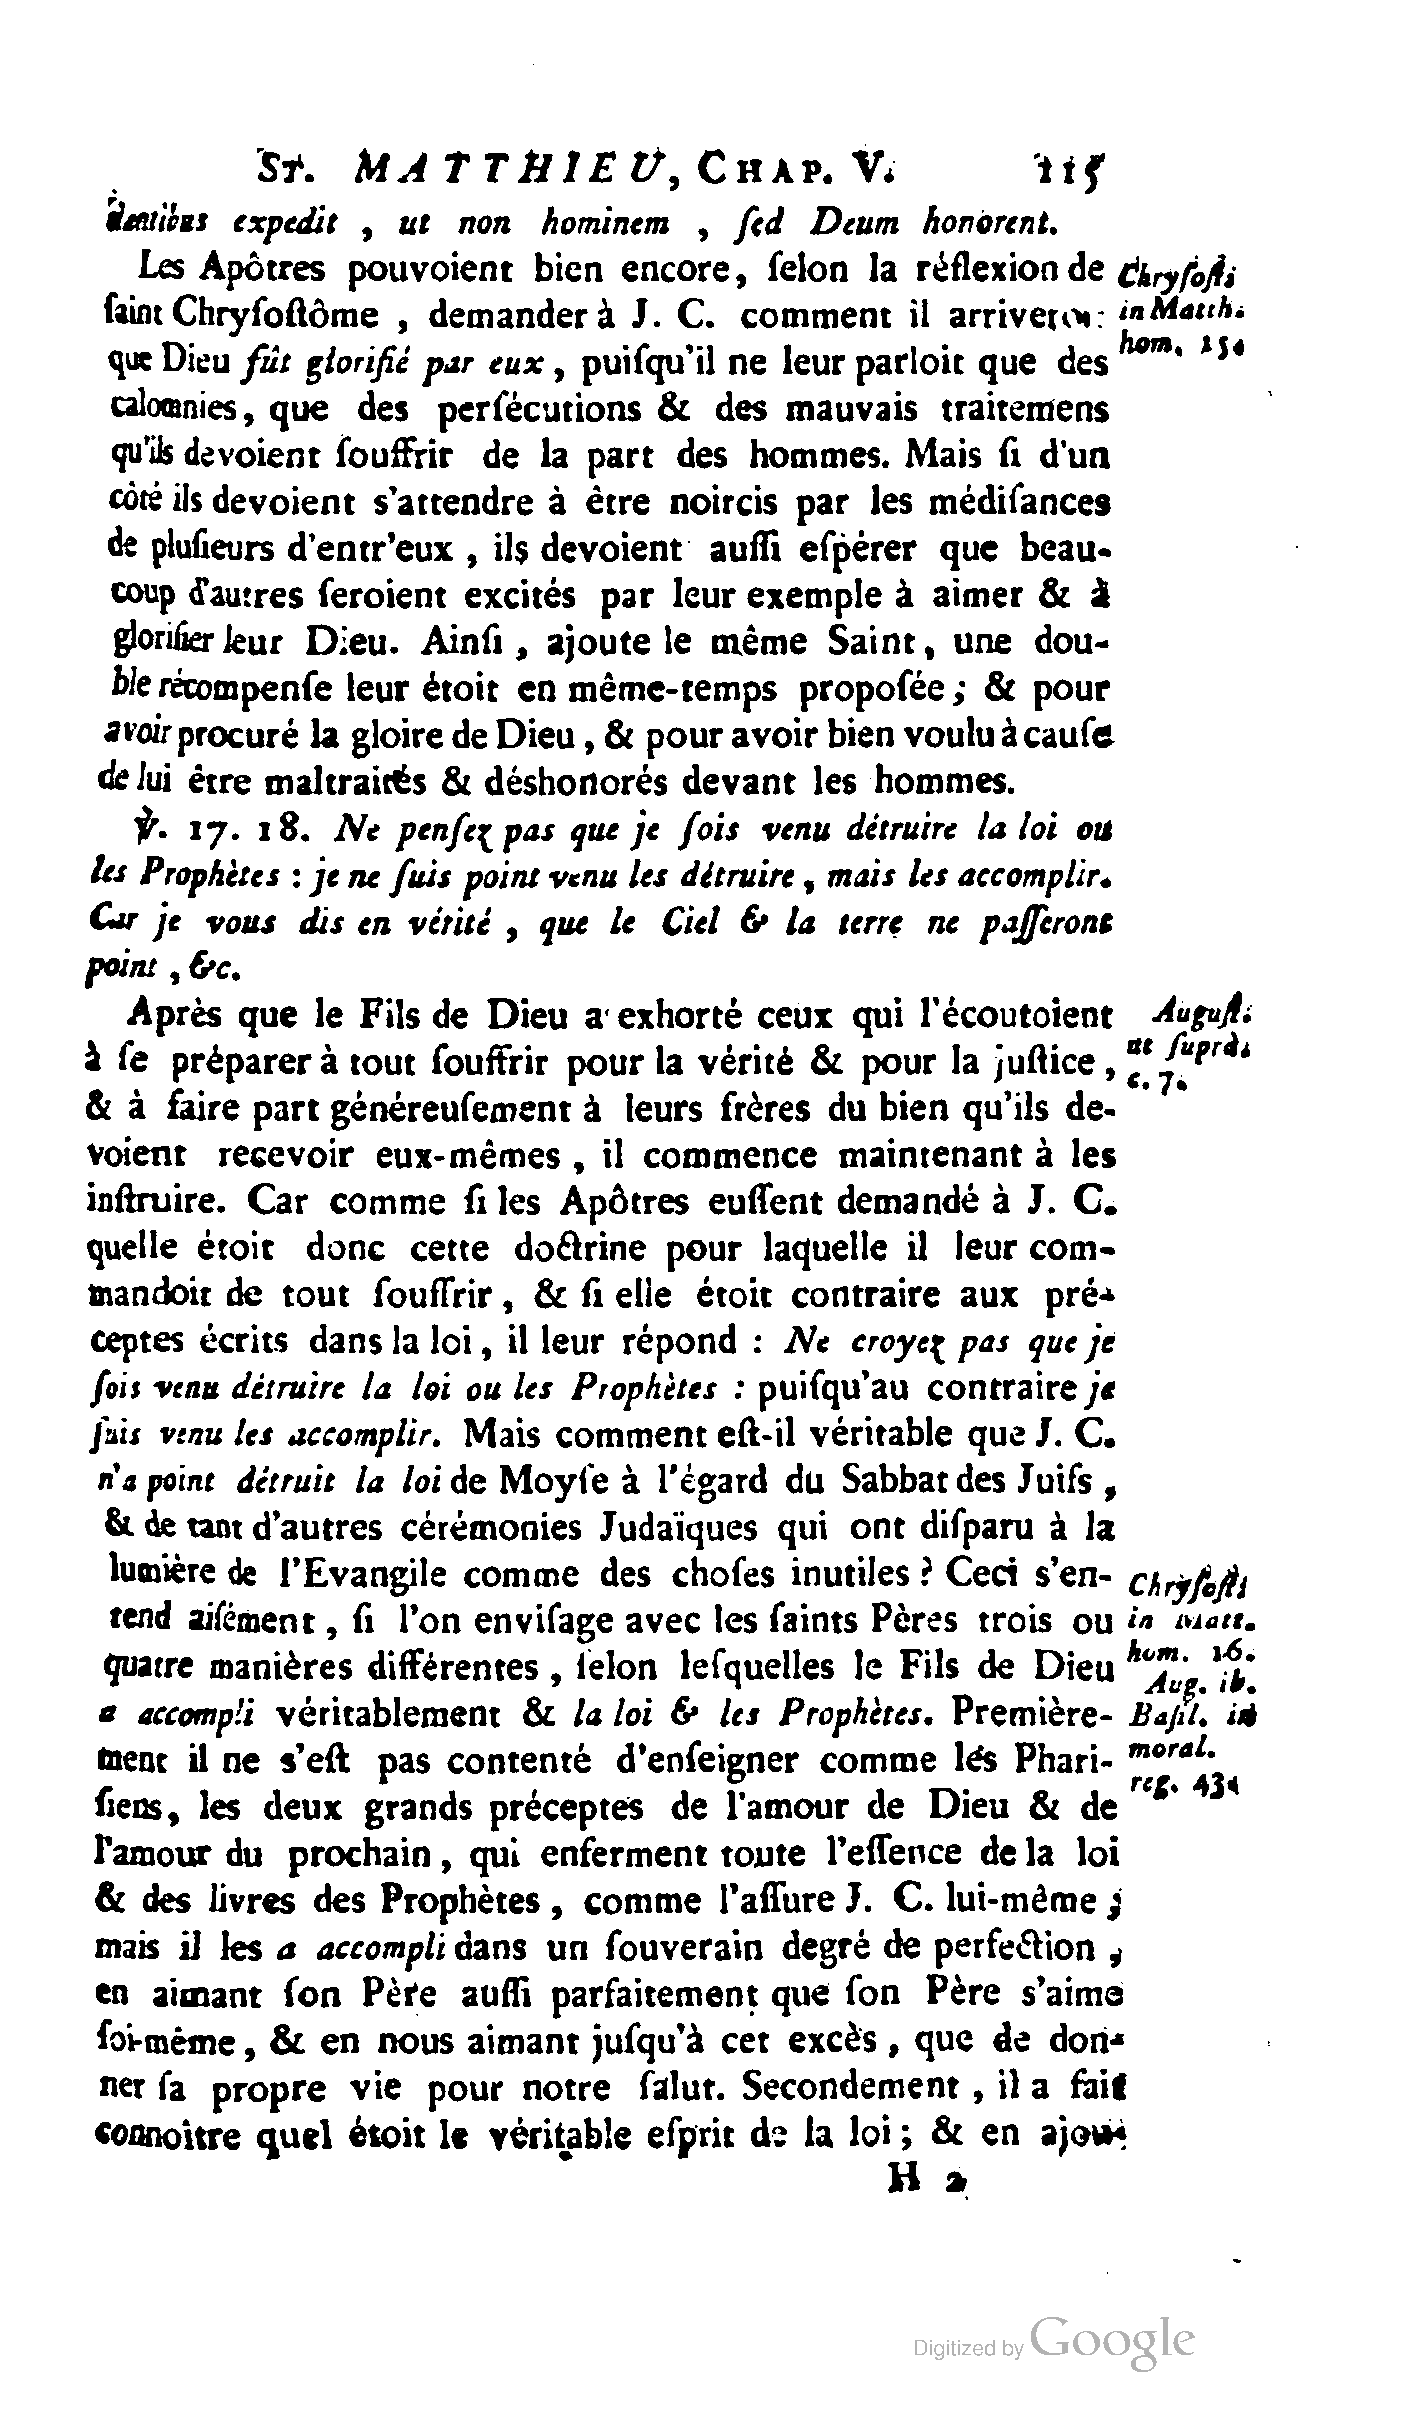 ST. MATTHIEU, CHAP. V. 115
expedit , ut non hominem , ſed Deum honorent.
Les Apôtres pouvoient bien encore, ſelon la réflexion de
ſaint Chryſoſtôme , demander à J. C. comment il
que Dieu fût glorifié par eux, puiſqu'il ne leur parloit que des
calomnies, que des perſécutions & des mauvais traitemens
qu'ils devoient ſouffrir de la part des hommes. Mais ſi d'un
côté ils devoient s'attendre à être noircis par les médiſances
de pluſieurs d'entr'eux , ils devoient auſſi eſpérer que beau-
coup d'autres ſeroient excités par leur exemple à aimer & à
glorifier leur Dieu. Ainſi , ajoute le même Saint, une dou-
ble récompenſe leur étoit en même-temps propoſée ; & pour
avoir procuré la gloire de Dieu , & pour avoir bien voulu à cauſe
de lui être maltraités & déshonorés devant les hommes.
℣. 17. 18. Ne penſez pas que je ſois venu détruire la loi ou
les Prophètes : je ne ſuis point venu les détruire , mais les accomplir.
Car je vous dis en vérité , que le Ciel & la terre ne paſſeront
point , &c.
Après que le Fils de Dieu a exhorté ceux qui l'écoutoient
à ſe préparer à tout ſouffrir pour la vérité & pour la juſtice ,
& à faire part généreuſement à leurs frères du bien qu'ils de-
voient recevoir eux-mêmes , il commence maintenant à les
inſtruire. Car comme ſi les Apôtres euſſent demandé à J. C.
quelle étoit donc cette doctrine pour laquelle il leur com-
mandoit de tout ſouffrir , & ſi elle étoit contraire aux pré-
ceptes écrits dans la loi , il leur répond : Ne croyez pas que je
ſois venu détruire la loi ou les Prophètes : puiſqu'au contraire je
ſuis venu les accomplir. Mais comment eſt-il véritable que J. C.
n'a point détruit la loi de Moyſe à l'égard du Sabbat des Juifs ,
& de tant d'autres cérémonies Judaïques qui ont diſparu à la
lumière de l'Evangile comme des choſes inutiles ? Ceci s'en-
tend aiſément , ſi l'on enviſage avec les ſaints Pères trois ou
quatre manières différentes , ſelon leſquelles le Fils de Dieu
a accompli véritablement & la loi & les Prophètes. Première-
ment il ne s'eſt pas contenté d'enſeigner comme les Phari-
ſiens, les deux grands préceptes de l'amour de Dieu & de
l'amour du prochain , qui enferment toute l'eſſence de la loi
& des livres des Prophètes , comme l'aſſure J. C. lui-même ;
mais il les a accompli dans un ſouverain degré de perfection ,
en aimant ſon Père auſſi parfaitement que ſon Père s'aime
ſoi-même , & en nous aimant juſqu'à cet excès , que de don-
ner ſa propre vie pour notre ſalut. Secondement , il a fait
connoître quel étoit le véritable eſprit de la loi ; & en ajou-
H 2
Chryſoſt.
in Matth.
hom. 15.
Auguſt.
ut ſuprà.
c. 7.
Chryſoſt.
in Matt.
hom. 16.
Aug. ib.
Baſil. in
moral.
reg. 43.
Digitized by Google